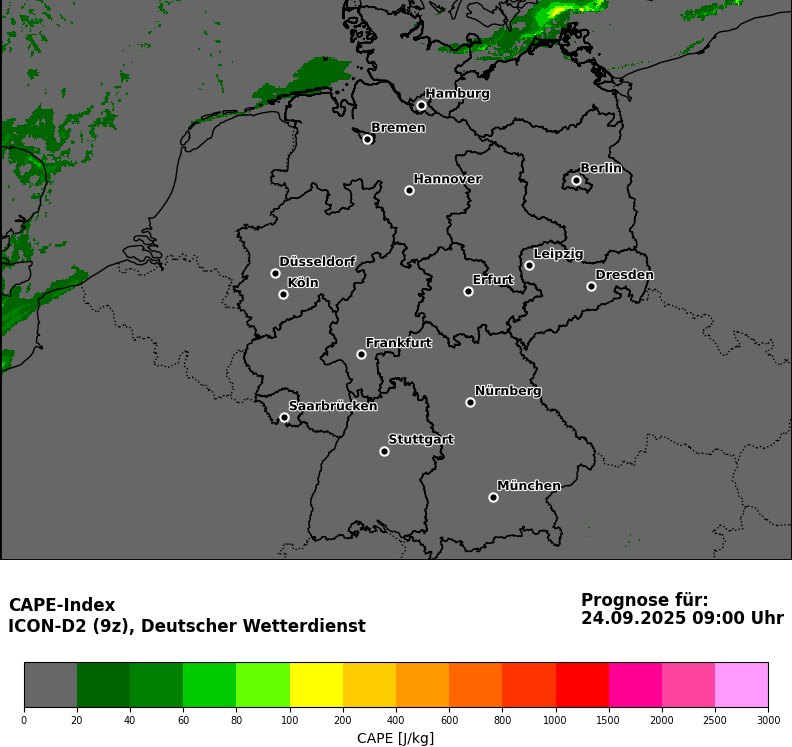 Hamburg
Bremen
Berlin
Hannover
Düsseldorf
Leipzig
Köln
Erfurt
Dresden
Frankfurt
Nürnberg
Saarbrücken
Stuttgart
München
CAPE-Index
ICON-D2 (9z), Deutscher Wetterdienst
Prognose für:
24.09.2025 09:00 Uhr
0 20 40 60 80 100 200 400 600 800 1000 1500 2000 2500 3000
CAPE [J/kg]